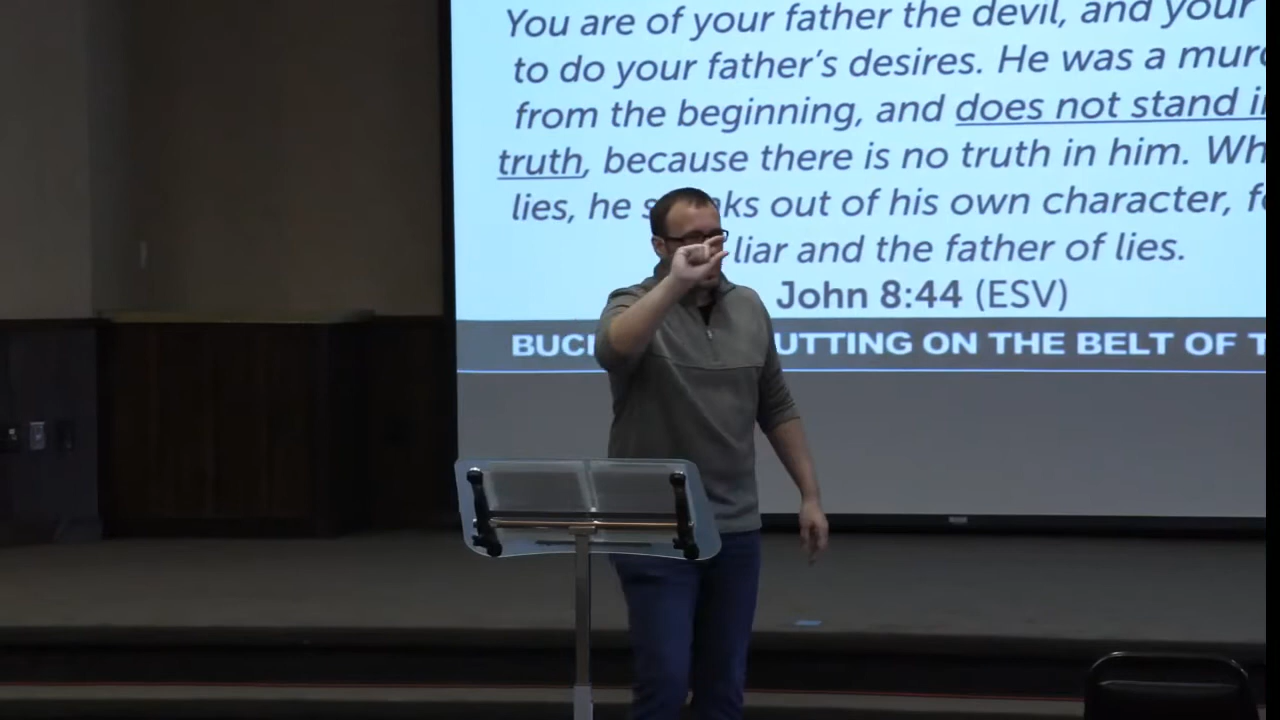 You are of your father the devil, and your
to do your father's desires. He was a
from the beginning, and does not stand
truth, because there is no truth in him.
lies, he out of his own character,
liar and the father of lies.
John 8:44 (ESV)
UTTING ON THE BELT OF